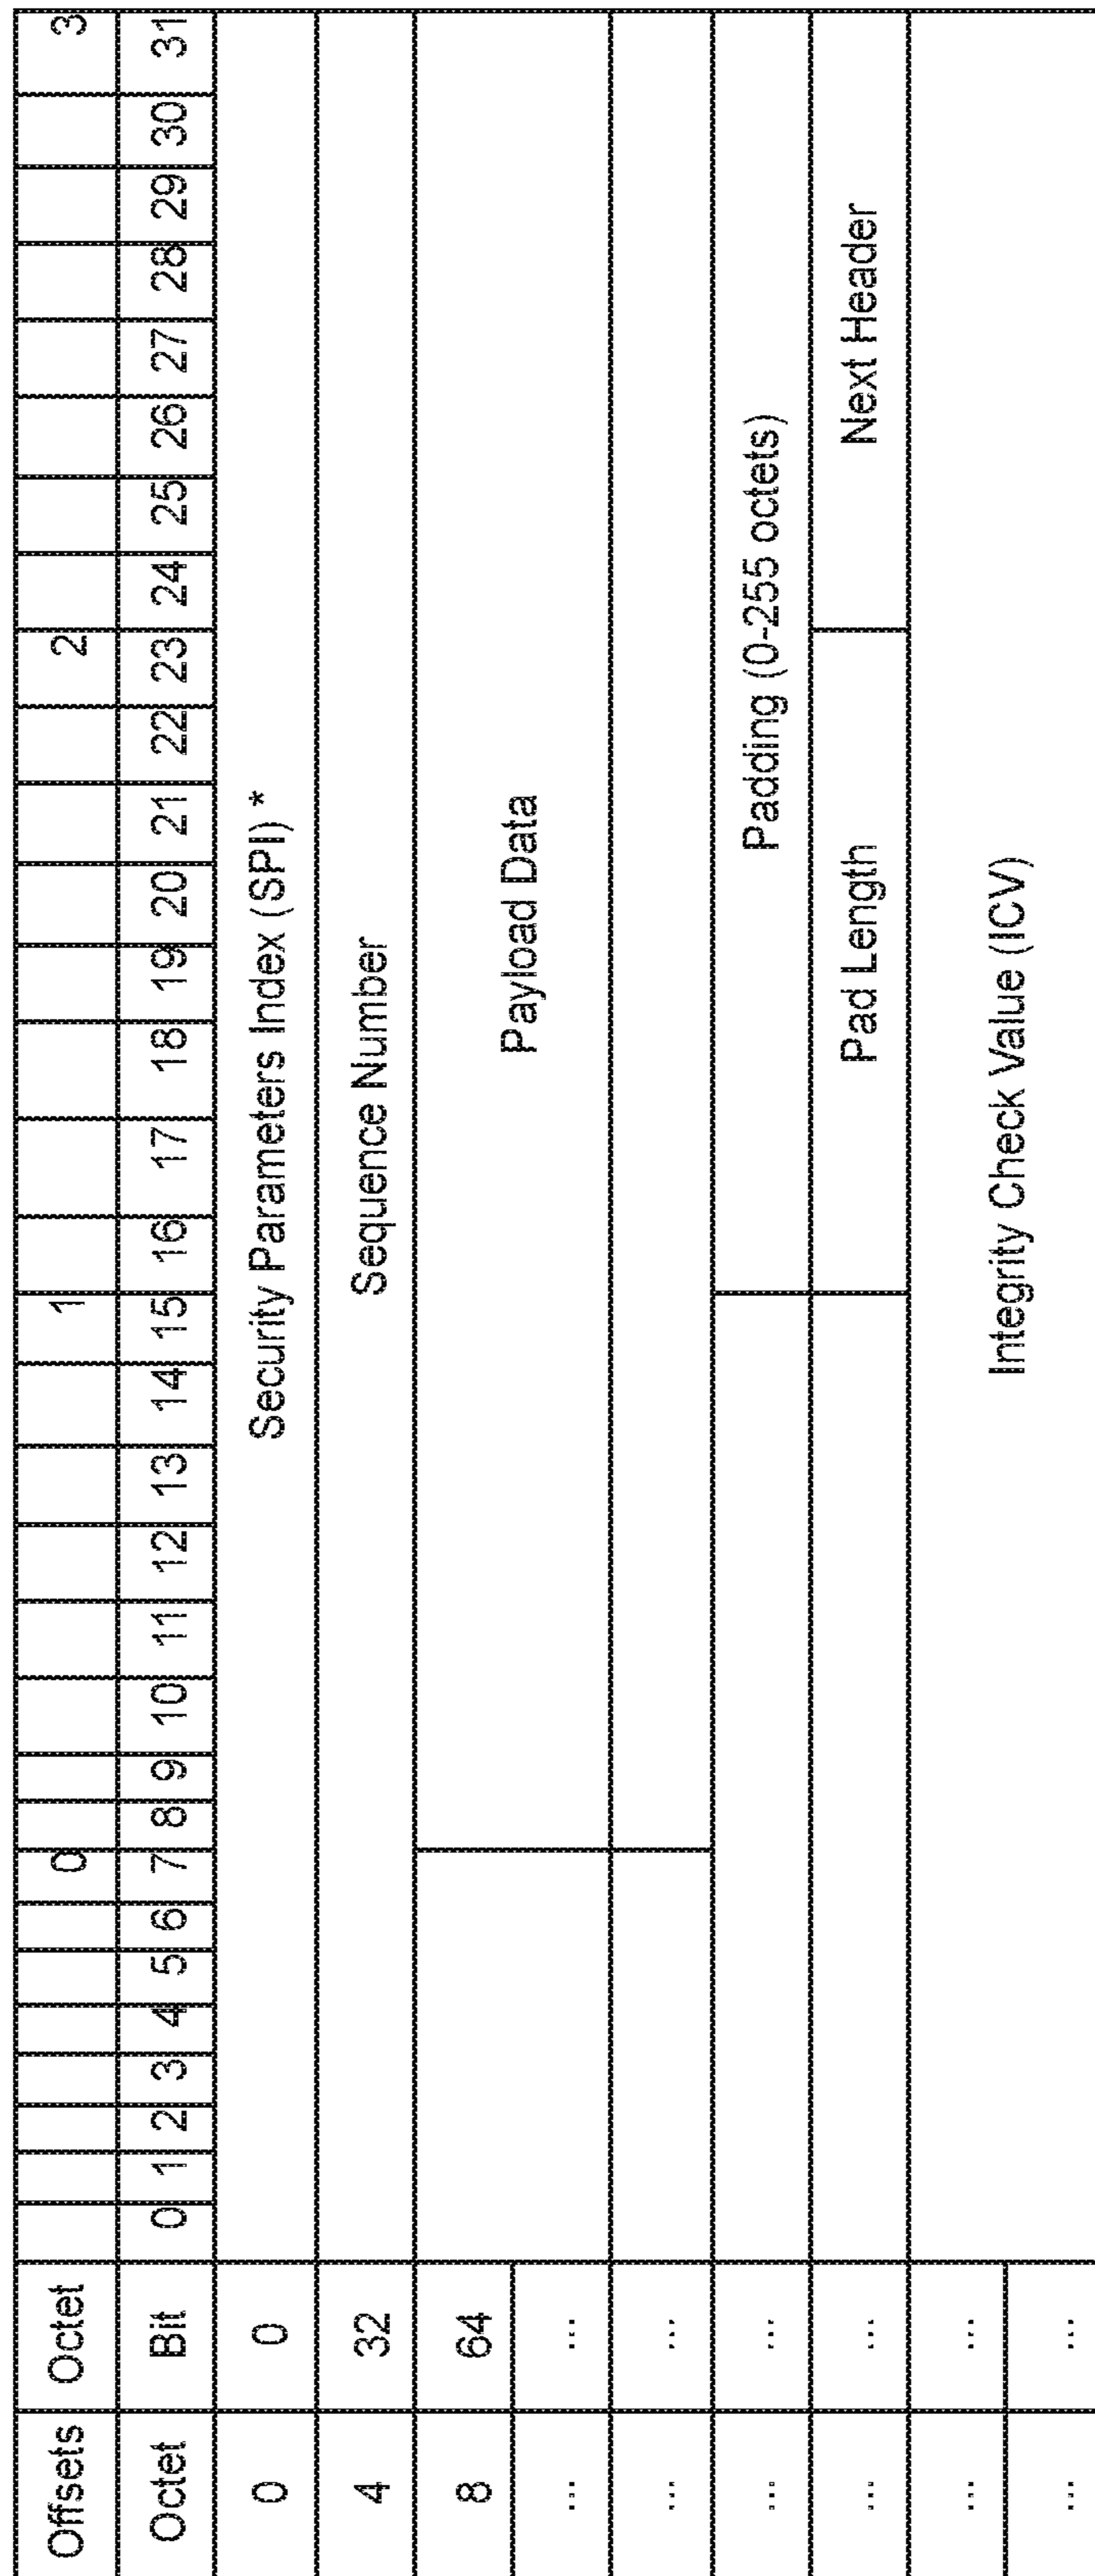 Offsets Octet 0 1 2 3
Octet Bit 0 1 2 3 4 5 6 7 8 9 10 11 12 13 14 15 16 17 18 19 20 21 22 23 24 25 26 27 28 29 30 31
0 0 Security Parameters Index (SPI) *
4 32 Sequence Number
8 64 Payload Data
... ...
... ...
... ... Padding (0-255 octets)
... ... Pad Length Next Header
... ... Integrity Check Value (ICV)
... ...